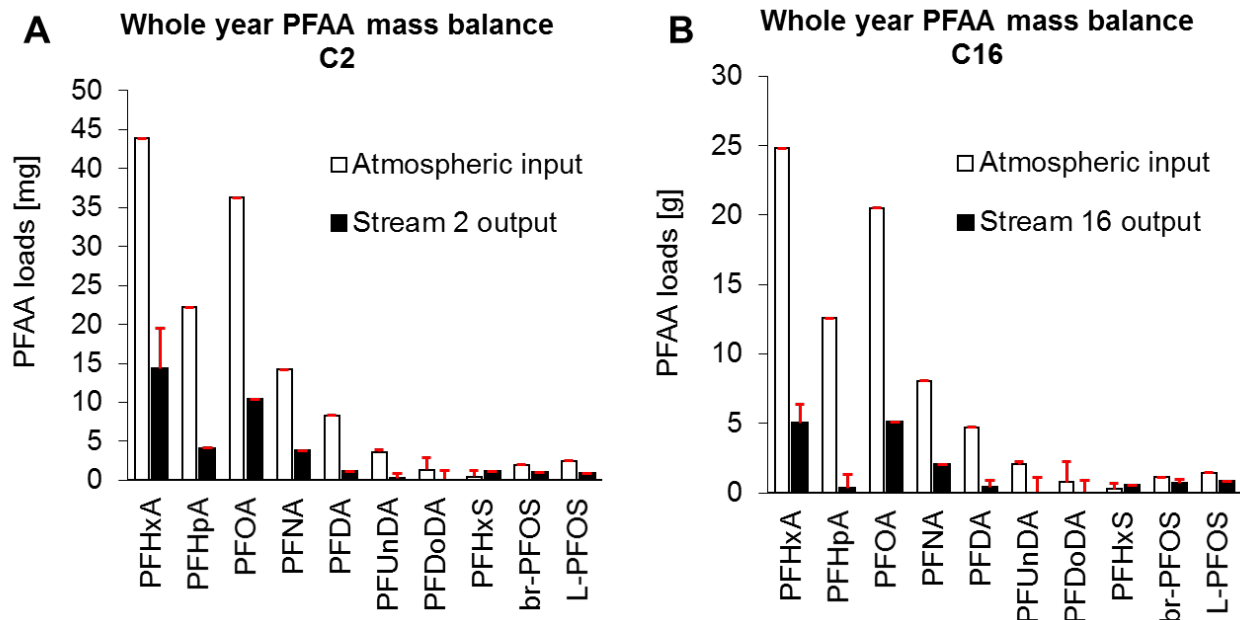 A
Whole year PFAA mass balance
C2
PFAA loads [mg]
50
45
40
35
30
25
20
15
10
5
0
Atmospheric input
Stream 2 output
PFHxA
PFHpA
PFOA
PFNA
PFDA
PFUnDA
PFDoDA
PFHxS
br-PFOS
L-PFOS
B
Whole year PFAA mass balance
C16
PFAA loads [g]
30
25
20
15
10
5
0
Atmospheric input
Stream 16 output
PFHxA
PFHpA
PFOA
PFNA
PFDA
PFUnDA
PFDoDA
PFHxS
br-PFOS
L-PFOS